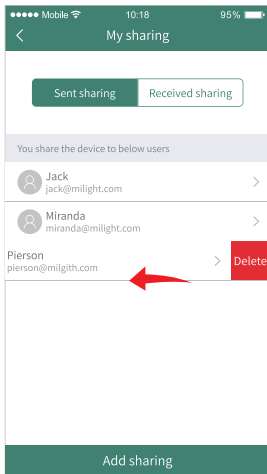 Mobile 10:18 95%
My sharing
Sent sharing Received sharing
You share the device to below users
Jack
jack@milight.com
Miranda
miranda@milight.com
Pierson
pierson@milgith.com
Delete
Add sharing